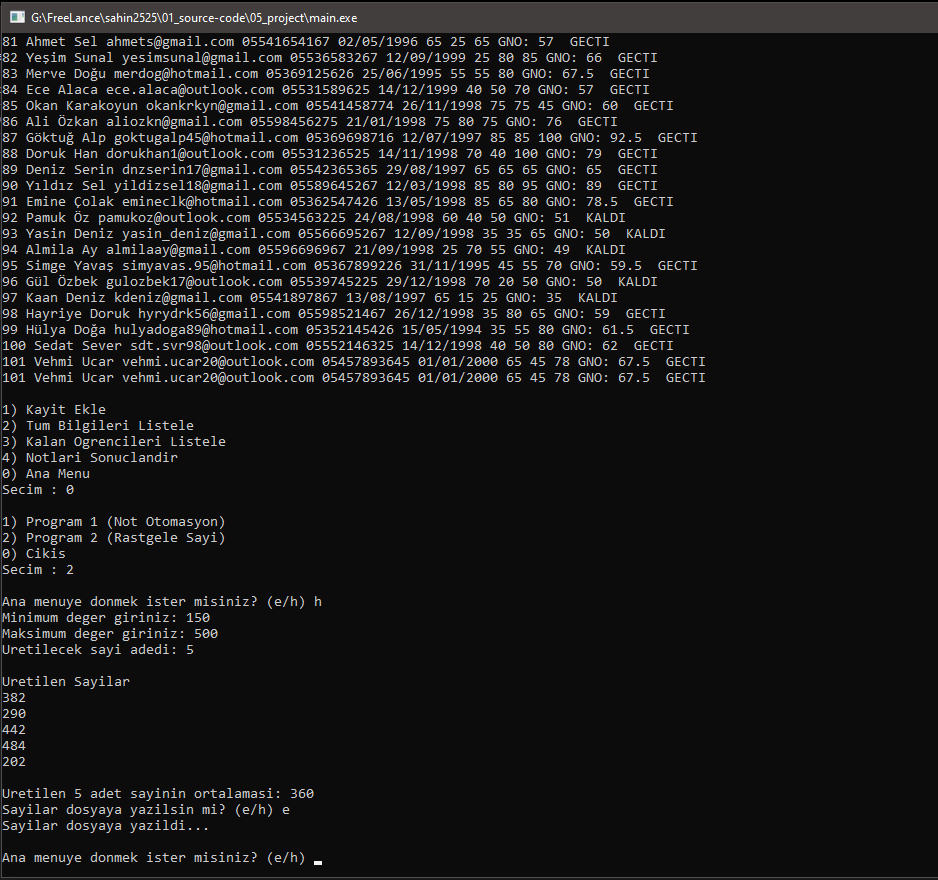 G:\FreeLance\sahin2525\01_source-code\05_project\main.exe
81 Ahmet Sel ahmets@gmail.com 05541654167 02/05/1996 65 25 65 GNO: 57  GECTI
82 Yeşim Sunal yesimsunal@gmail.com 05536583267 12/09/1999 25 80 85 GNO: 66  GECTI
83 Merve Doğu merdog@hotmail.com 05369125626 25/06/1995 55 55 80 GNO: 67.5  GECTI
84 Ece Alaca ece.alaca@outlook.com 05531589625 14/12/1999 40 50 70 GNO: 57  GECTI
85 Okan Karakoyun okankrkyn@gmail.com 05541458774 26/11/1998 75 75 45 GNO: 60  GECTI
86 Ali Özkan aliozkn@gmail.com 05598456275 21/01/1998 75 80 75 GNO: 76  GECTI
87 Göktuğ Alp goktugalp45@hotmail.com 05369698716 12/07/1997 85 85 100 GNO: 92.5  GECTI
88 Doruk Han dorukhan1@outlook.com 05531236525 14/11/1998 70 40 100 GNO: 79  GECTI
89 Deniz Serin dnzserin17@gmail.com 05542365365 29/08/1997 65 65 65 GNO: 65  GECTI
90 Yıldız Sel yildizsel18@gmail.com 05589645267 12/03/1998 85 80 95 GNO: 89  GECTI
91 Emine Çolak emineclk@hotmail.com 05362547426 13/05/1998 85 65 80 GNO: 78.5  GECTI
92 Pamuk Öz pamukoz@outlook.com 05534563225 24/08/1998 60 40 50 GNO: 51  KALDI
93 Yasin Deniz yasin_deniz@gmail.com 05566695267 12/09/1998 35 35 65 GNO: 50  KALDI
94 Almila Ay almilaay@gmail.com 05596696967 21/09/1998 25 70 55 GNO: 49  KALDI
95 Simge Yavaş simyavas.95@hotmail.com 05367899226 31/11/1995 45 55 70 GNO: 59.5  GECTI
96 Gül Özbek gulozbek17@outlook.com 05539745225 29/12/1998 70 20 50 GNO: 50  KALDI
97 Kaan Deniz kdeniz@gmail.com 05541897867 13/08/1997 65 15 25 GNO: 35  KALDI
98 Hayriye Doruk hyrydrk56@gmail.com 05598521467 26/12/1998 35 80 65 GNO: 59  GECTI
99 Hülya Doğa hulyadoga89@hotmail.com 05352145426 15/05/1994 35 55 80 GNO: 61.5  GECTI
100 Sedat Sever sdt.svr98@outlook.com 05552146325 14/12/1998 40 50 80 GNO: 62  GECTI
101 Vehmi Ucar vehmi.ucar20@outlook.com 05457893645 01/01/2000 65 45 78 GNO: 67.5  GECTI
101 Vehmi Ucar vehmi.ucar20@outlook.com 05457893645 01/01/2000 65 45 78 GNO: 67.5  GECTI
1) Kayit Ekle
2) Tum Bilgileri Listele
3) Kalan Ogrencileri Listele
4) Notlari Sonuclandir
0) Ana Menu
Secim : 0
1) Program 1 (Not Otomasyon)
2) Program 2 (Rastgele Sayi)
0) Cikis
Secim : 2
Ana menuye donmek ister misiniz? (e/h) h
Minimum deger giriniz: 150
Maksimum deger giriniz: 500
Uretilecek sayi adedi: 5
Uretilen Sayilar
382
290
442
484
202
Uretilen 5 adet sayinin ortalamasi: 360
Sayilar dosyaya yazilsin mi? (e/h) e
Sayilar dosyaya yazildi...
Ana menuye donmek ister misiniz? (e/h)